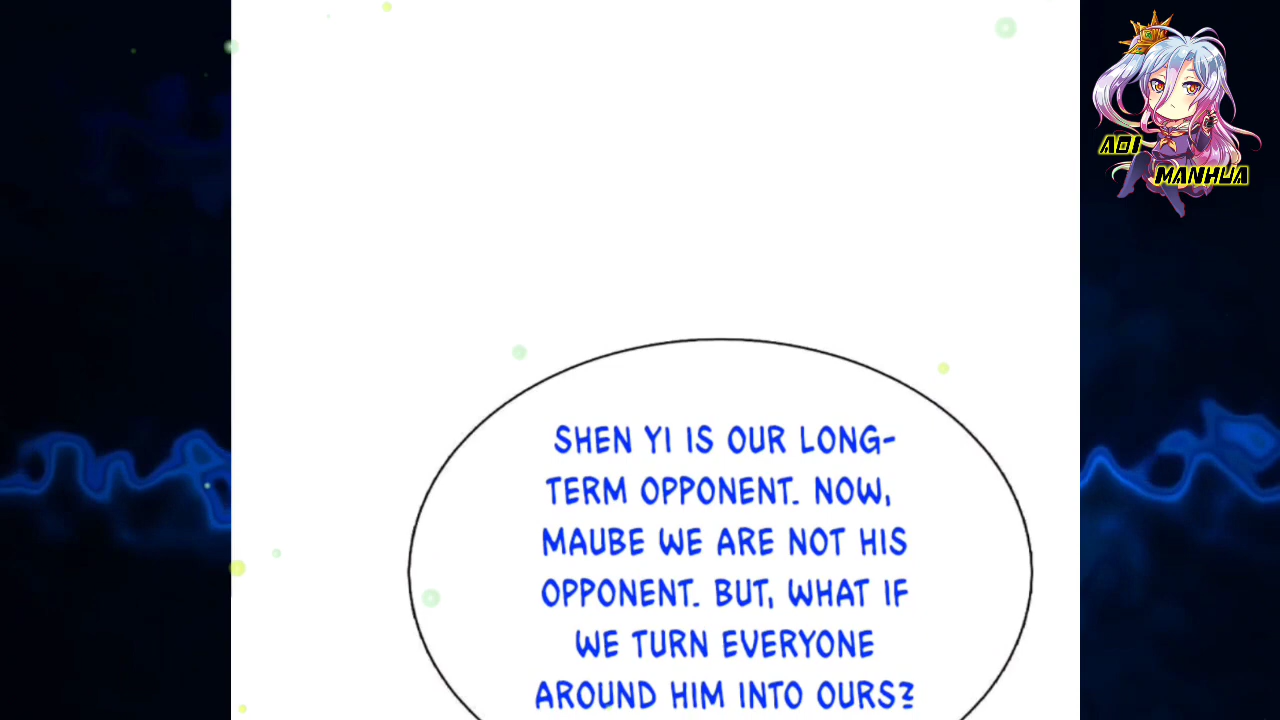 AOI
MANHUA
SHEN YI IS OUR LONG-
TERM OPPONENT. NOW,
MAUBE WE ARE NOT HIS
OPPONENT. BUT, WHAT IF
WE TURN EVERYONE
AROUND HIM INTO OURS?